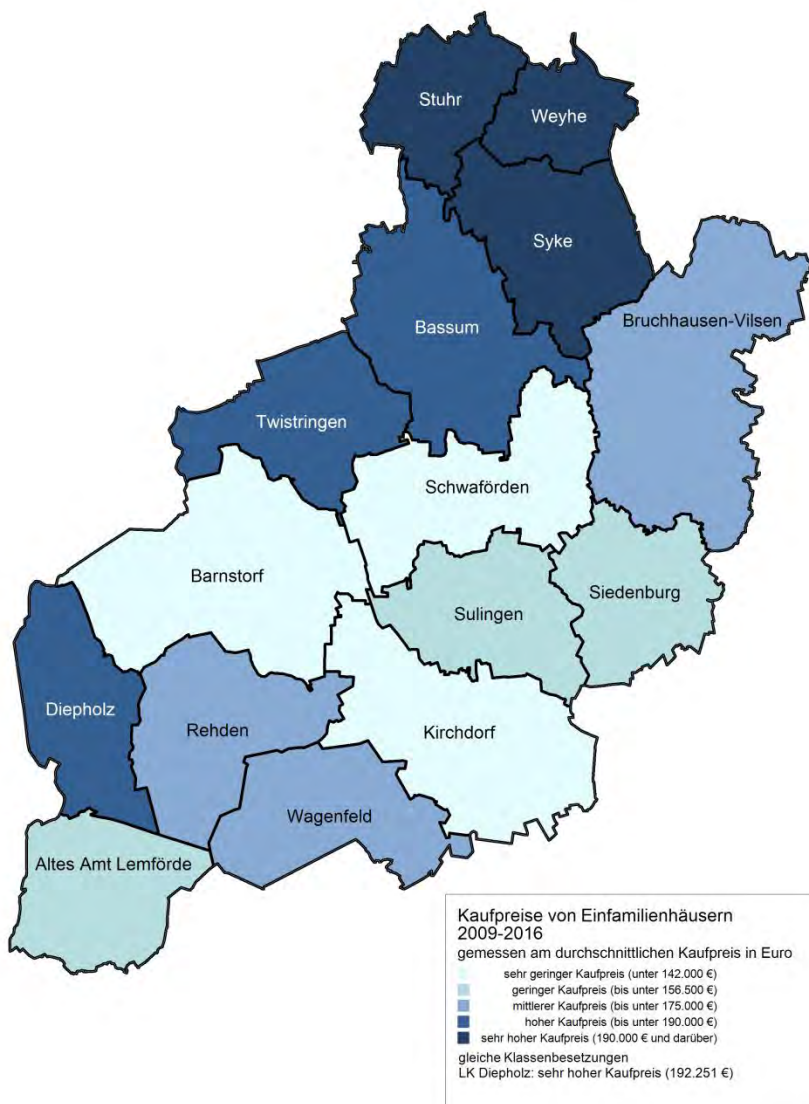 Stuhr
Weyhe
Syke
Bassum
Bruchhausen-Vilsen
Twistringen
Schwaförden
Barnstorf
Siedenburg
Sulingen
Diepholz
Rehden
Kirchdorf
Wagenfeld
Altes Amt Lemförde
Kaufpreise von Einfamilienhäusern
2009-2016
gemessen am durchschnittlichen Kaufpreis in Euro
sehr geringer Kaufpreis (unter 142.000 €)
geringer Kaufpreis (bis unter 156.500 €)
mittlerer Kaufpreis (bis unter 175.000 €)
hoher Kaufpreis (bis unter 190.000 €)
sehr hoher Kaufpreis (190.000 € und darüber)
gleiche Klassenbesetzungen
LK Diepholz: sehr hoher Kaufpreis (192.251 €)